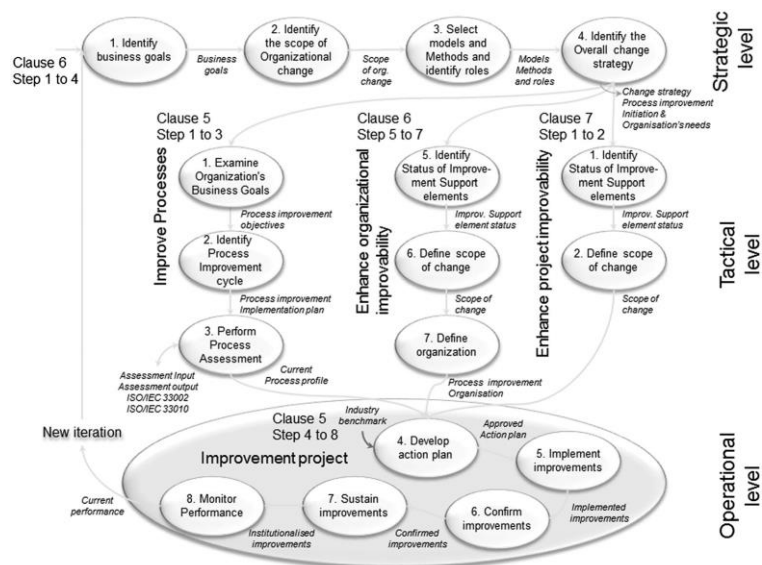 Clause 6
Step 1 to 4
1. Identify
business goals
Business
goals
2. Identify
the scope of
Organizational
change
Scope
of org.
change
3. Select
models and
Methods and
identify roles
Models
Methods
and roles
4. Identify the
Overall change
strategy
Strategic
level
Change strategy
Process improvement
Initiation &
Organisation's needs
Clause 5
Step 1 to 3
Improve Processes
1. Examine
Organization's
Business Goals
Process improvement
objectives
2. Identify
Process
Improvement
cycle
Process improvement
Implementation plan
3. Perform
Process
Assessment
Assessment Input
Assessment output
ISO/IEC 33002
ISO/IEC 33010
Current
Process profile
Clause 6
Step 5 to 7
Enhance organizational
improvability
5. Identify
Status of Improve-
ment Support
elements
Improv. Support
element status
6. Define scope
of change
Scope
of change
7. Define
organization
Process improvement
Organisation
Clause 7
Step 1 to 2
Enhance project improvability
1. Identify
Status of Improve-
ment Support
elements
Improv. Support
element status
2. Define scope
of change
Scope of
change
Tactical
level
New iteration
Clause 5
Step 4 to 8
Improvement project
Industry
benchmark
4. Develop
action plan
Approved
Action plan
5. Implement
improvements
Implemented
improvements
6. Confirm
improvements
Confirmed
improvements
7. Sustain
improvements
Institutionalised
improvements
8. Monitor
Performance
Current
performance
Operational
level